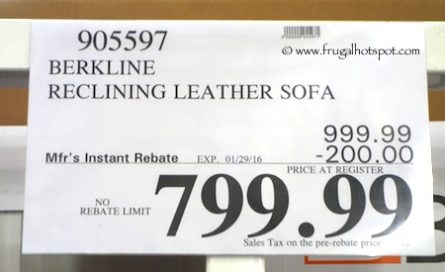 905597
© www.frugalhotspot.com
BERKLINE
RECLINING LEATHER SOFA
999.99
Mfr's Instant Rebate EXP. 01/29/16 -200.00
PRICE AT REGISTER
NO
REBATE LIMIT
799.99
Sales Tax on the pre-rebate price